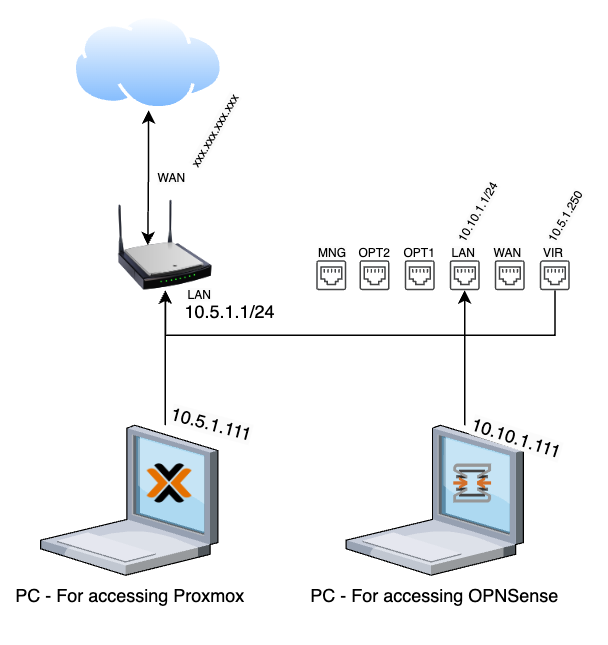 xxx.xxx.xxx.xxx
WAN
10.10.1.1/24
10.5.1.250
MNG OPT2 OPT1 LAN WAN VIR
LAN
10.5.1.1/24
10.5.1.111
10.10.1.111
PC - For accessing Proxmox
PC - For accessing OPNSense